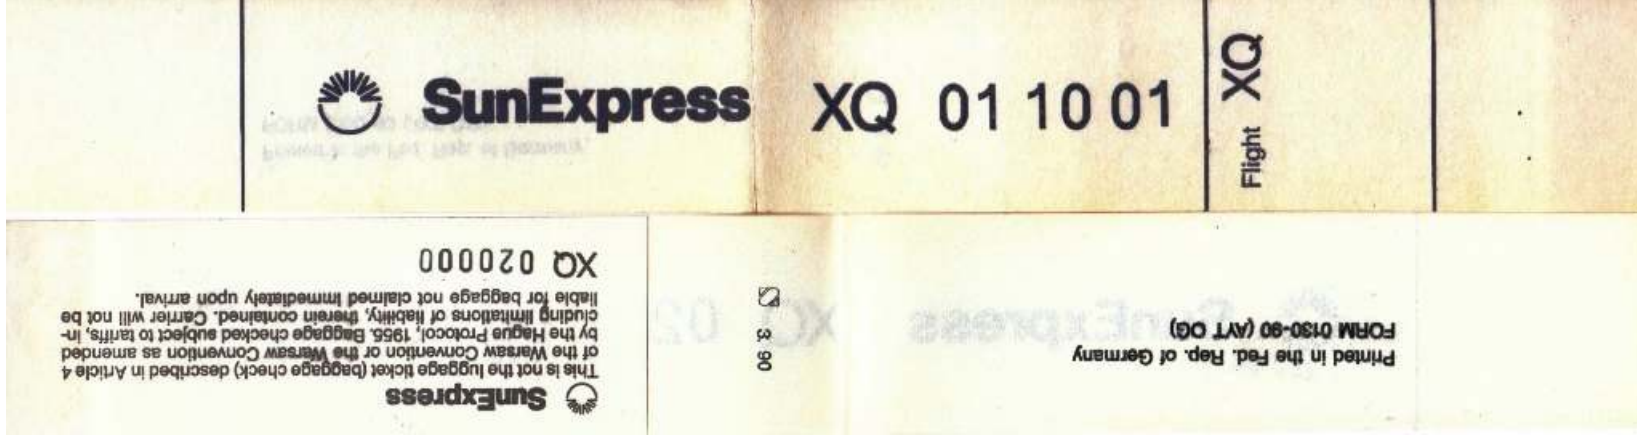 SunExpress XQ 01 10 01
Flight XQ
SunExpress
This is not the luggage ticket (baggage check) described in Article 4
of the Warsaw Convention or the Warsaw Convention as amended
by the Hague Protocol, 1955. Baggage checked subject to tariffs, in-
cluding limitations of liability, therein contained. Carrier will not be
liable for baggage not claimed immediately upon arrival.
XQ 020000
3. 90
Printed in the Fed. Rep. of Germany
FORM 0130-90 (AYT OG)